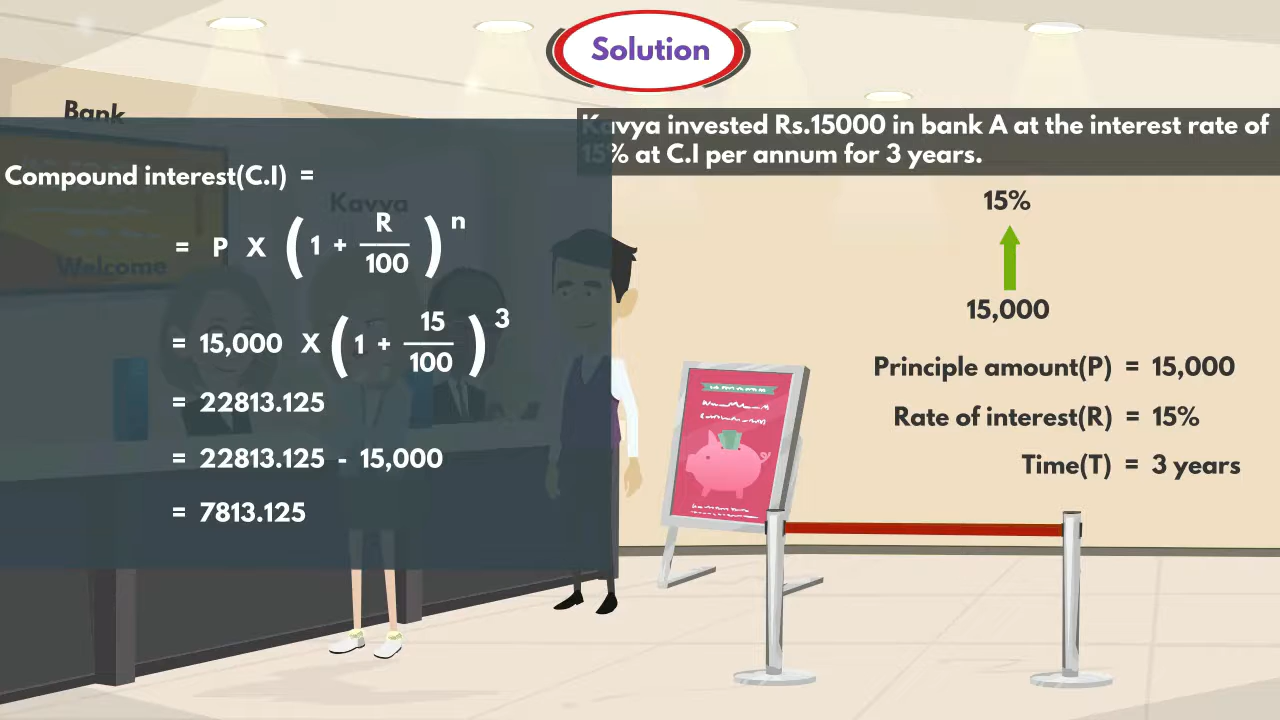 Solution
Bank
Kavya invested Rs.15000 in bank A at the interest rate of
15% at C.I per annum for 3 years.
Compound interest(C.I) =
Kavya
= P X ( 1 + R/100 )^n
Welcome
= 15,000 X ( 1 + 15/100 )^3
= 22813.125
= 22813.125 - 15,000
= 7813.125
15%
15,000
Principle amount(P) = 15,000
Rate of interest(R) = 15%
Time(T) = 3 years